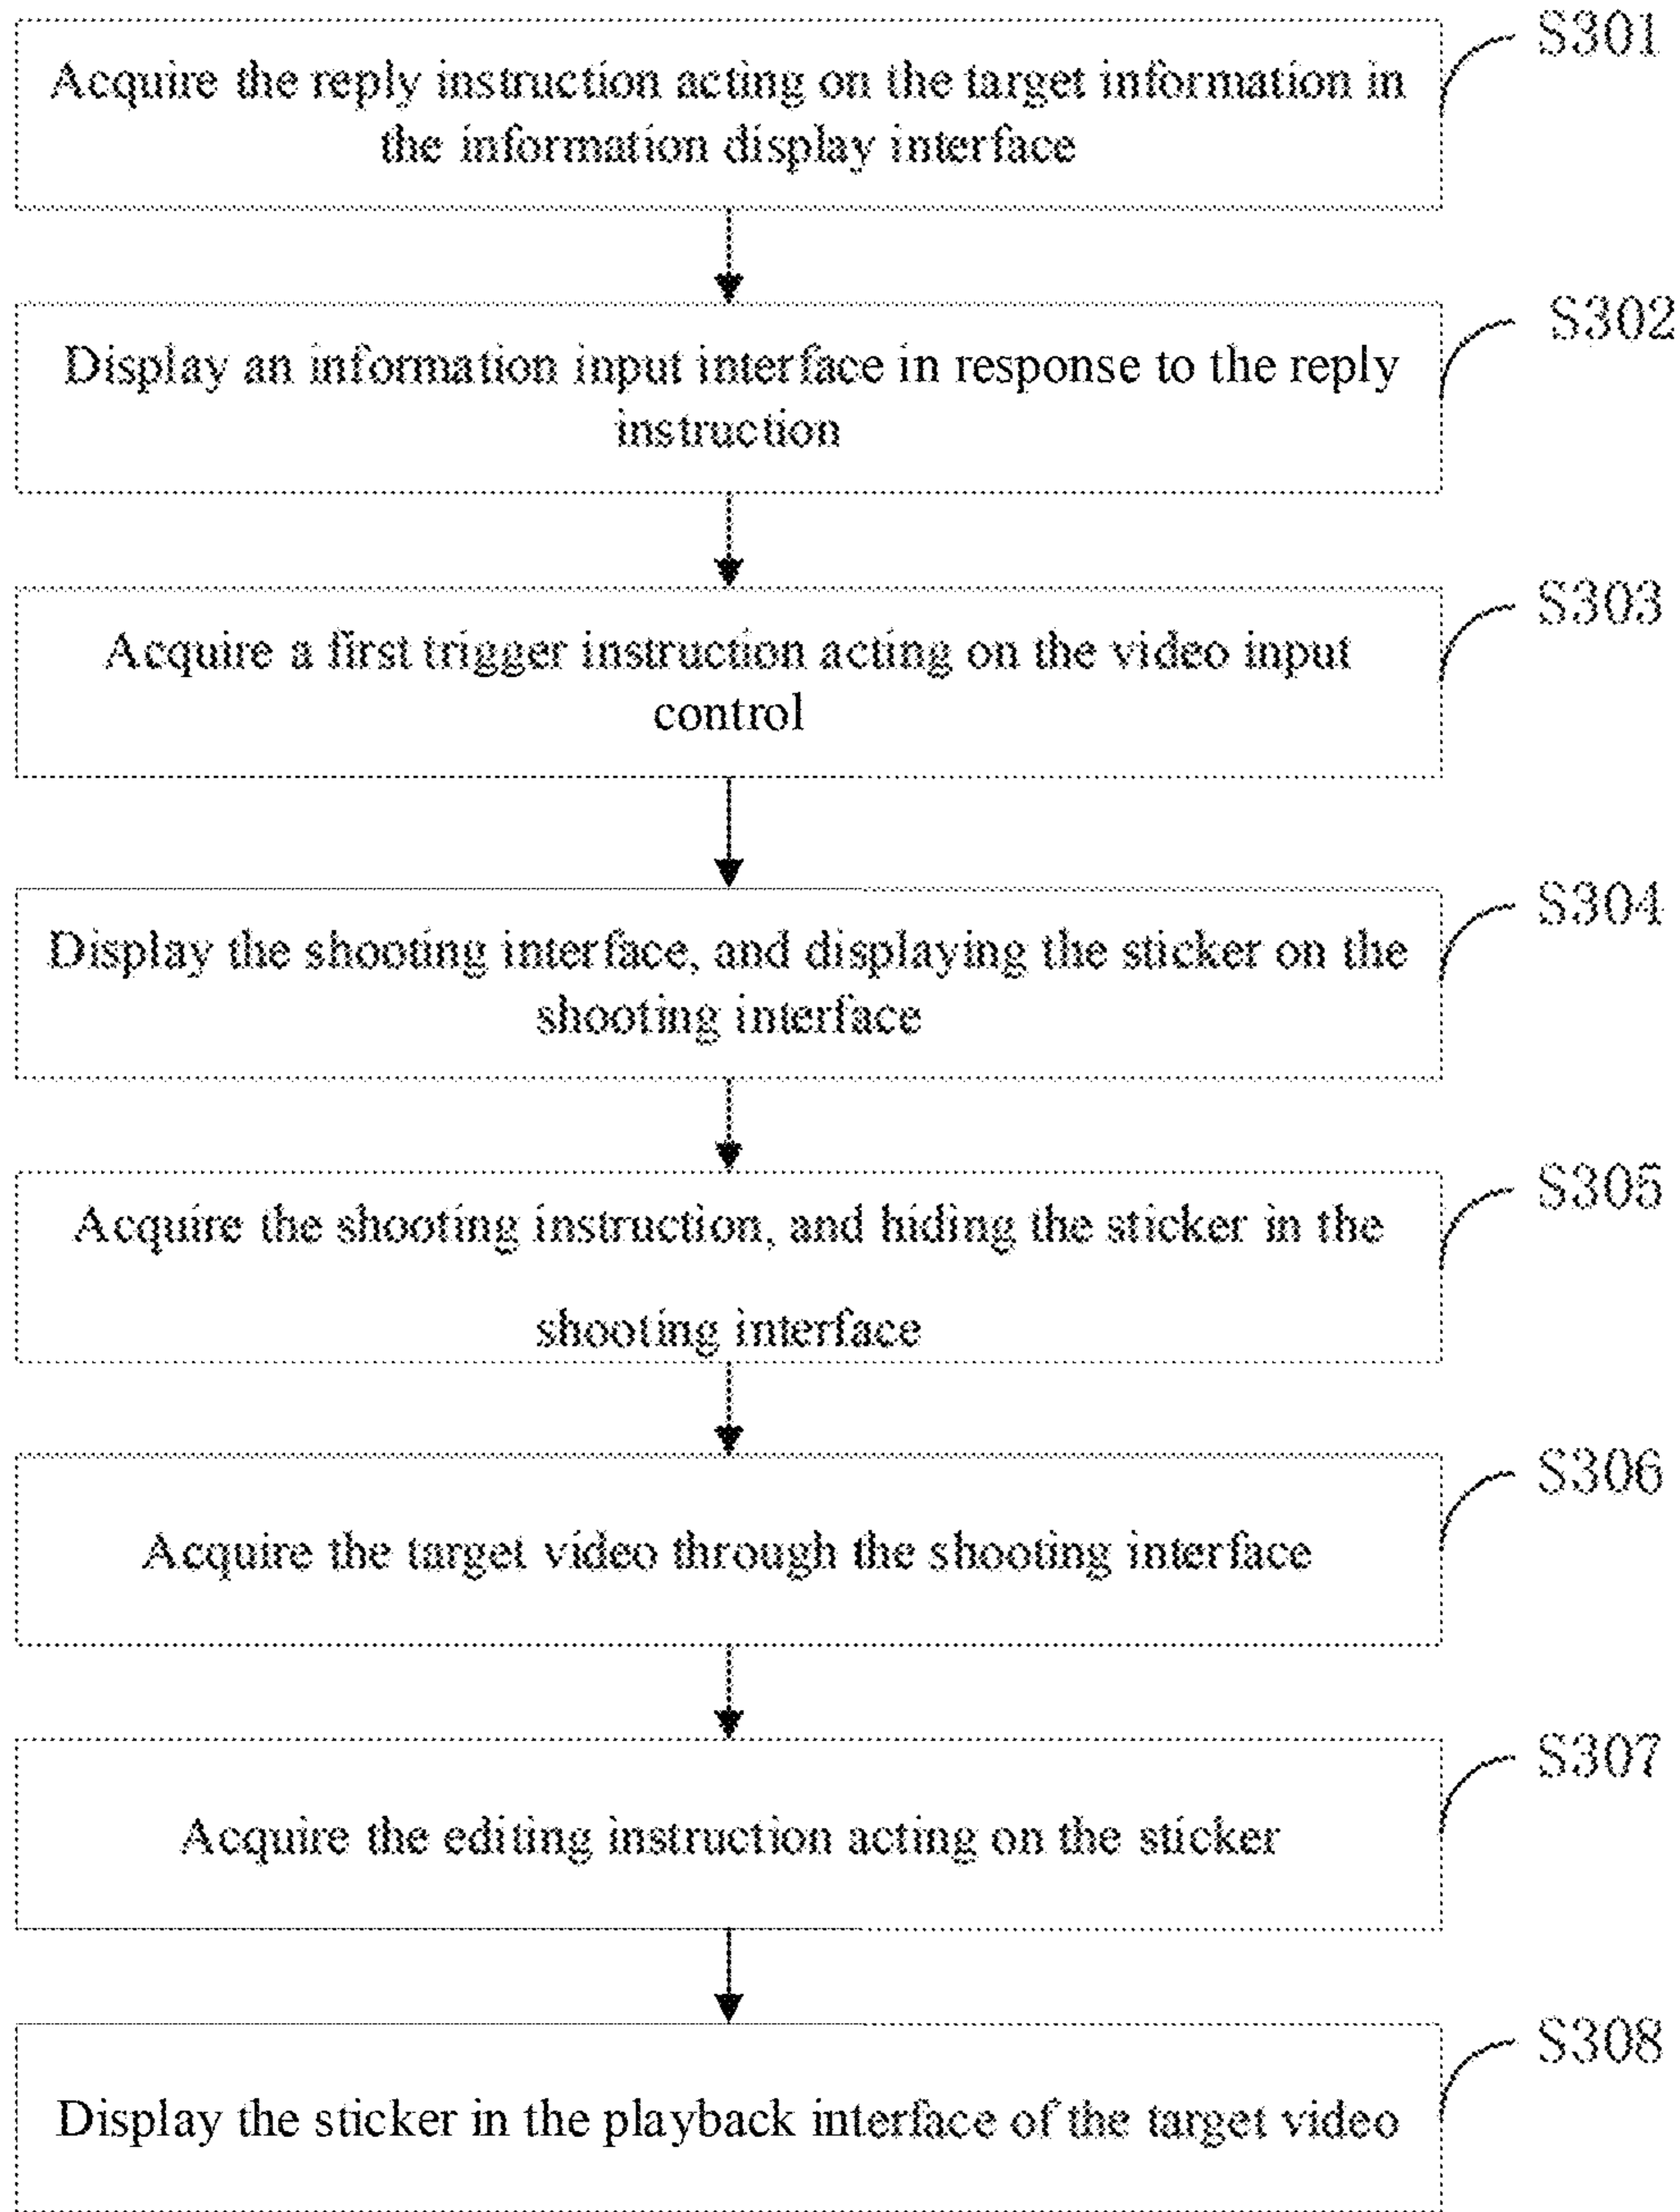 S301
Acquire the reply instruction acting on the target information in
the information display interface
S302
Display an information input interface in response to the reply
instruction
S303
Acquire a first trigger instruction acting on the video input
control
S304
Display the shooting interface, and displaying the sticker on the
shooting interface
S305
Acquire the shooting instruction, and hiding the sticker in the
shooting interface
S306
Acquire the target video through the shooting interface
S307
Acquire the editing instruction acting on the sticker
S308
Display the sticker in the playback interface of the target video